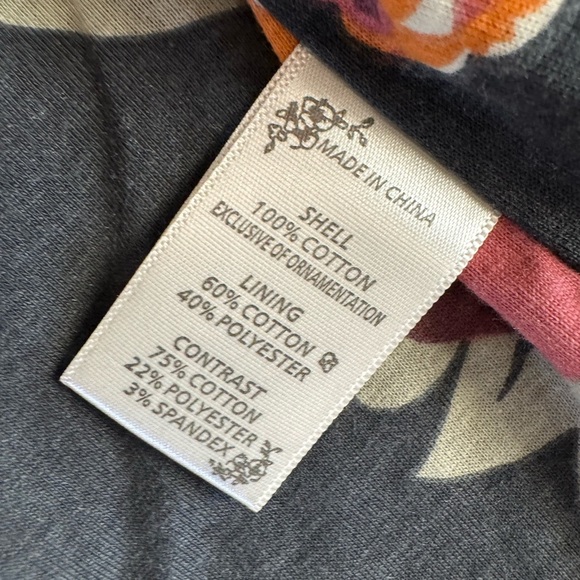 MADE IN CHINA
SHELL
100% COTTON
EXCLUSIVE OF ORNAMENTATION
LINING
60% COTTON
40% POLYESTER
CONTRAST
75% COTTON
22% POLYESTER
3% SPANDEX